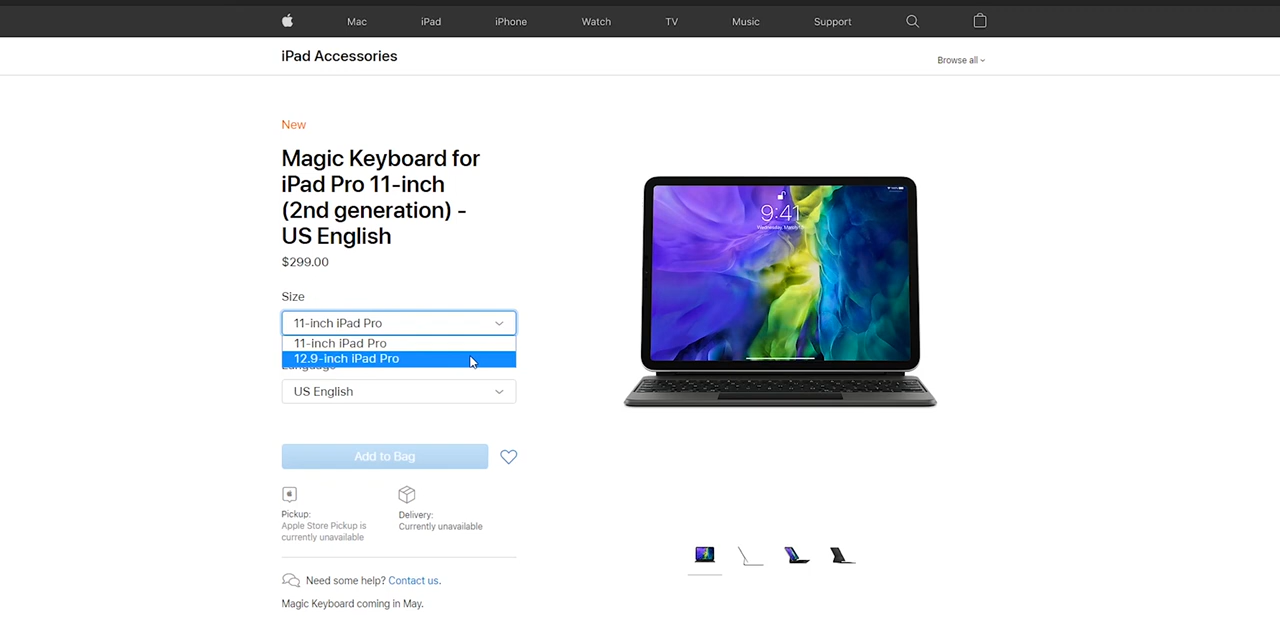 Mac iPad iPhone Watch TV Music Support
iPad Accessories
Browse all
New
Magic Keyboard for
iPad Pro 11-inch
(2nd generation) -
US English
$299.00
Size
11-inch iPad Pro
11-inch iPad Pro
12.9-inch iPad Pro
Language
US English
Add to Bag
Pickup:
Apple Store Pickup is
currently unavailable
Delivery:
Currently unavailable
Need some help? Contact us.
Magic Keyboard coming in May.
9:41